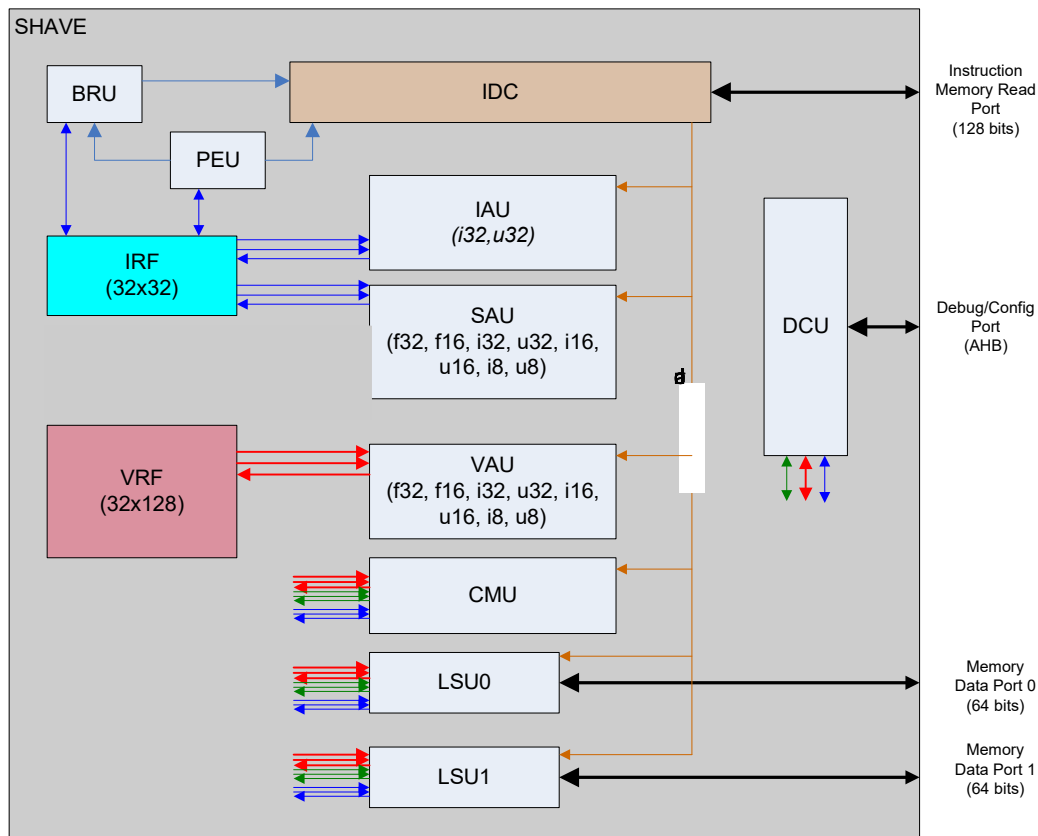 SHAVE
BRU
IDC
Instruction
Memory Read
Port
(128 bits)
PEU
IAU
(i32,u32)
IRF
(32x32)
SAU
(f32, f16, i32, u32, i16,
u16, i8, u8)
DCU
Debug/Config
Port
(AHB)
VRF
(32x128)
VAU
(f32, f16, i32, u32, i16,
u16, i8, u8)
CMU
LSU0
Memory
Data Port 0
(64 bits)
LSU1
Memory
Data Port 1
(64 bits)